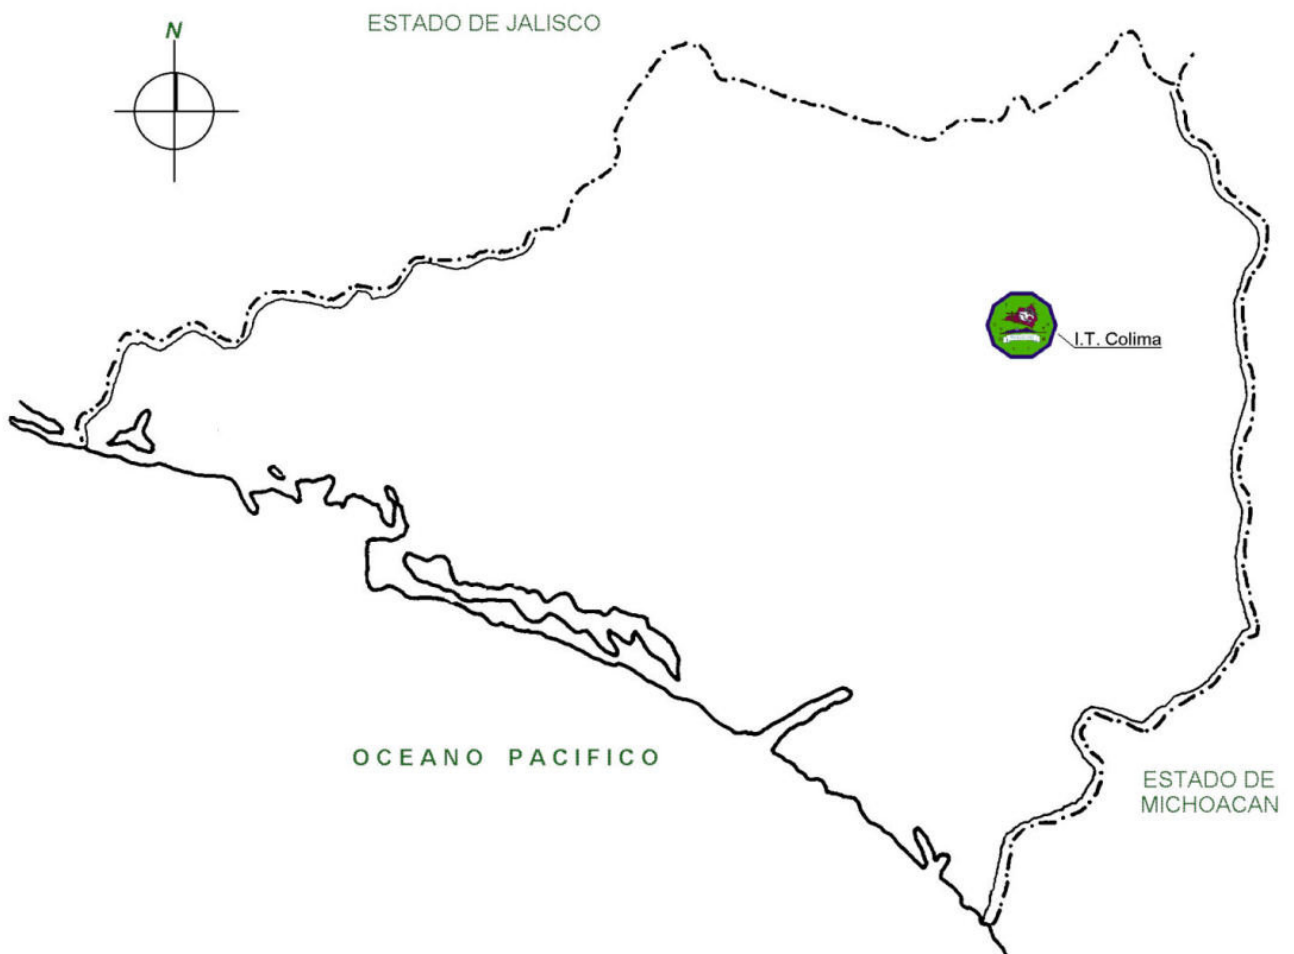 ESTADO DE JALISCO
N
I.T. Colima
OCEANO PACIFICO
ESTADO DE
MICHOACAN